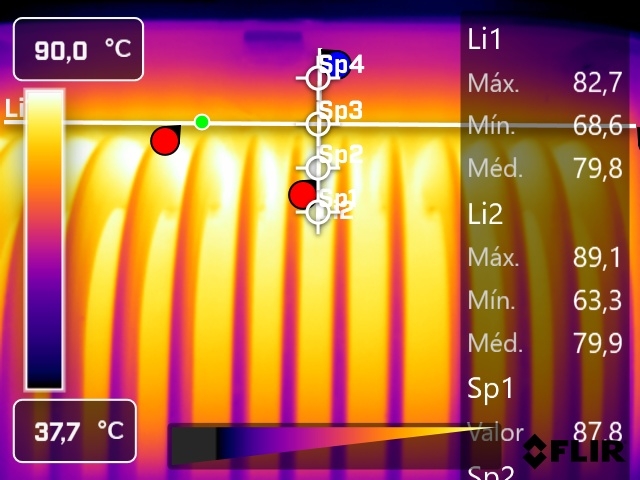 90,0 °C
Li
Sp4
Sp3
Sp2
Sp1
37,7 °C
Li1
Máx. 82,7
Mín. 68,6
Méd. 79,8
Li2
Máx. 89,1
Mín. 63,3
Méd. 79,9
Sp1
Valor 87,8
Sp2
FLIR